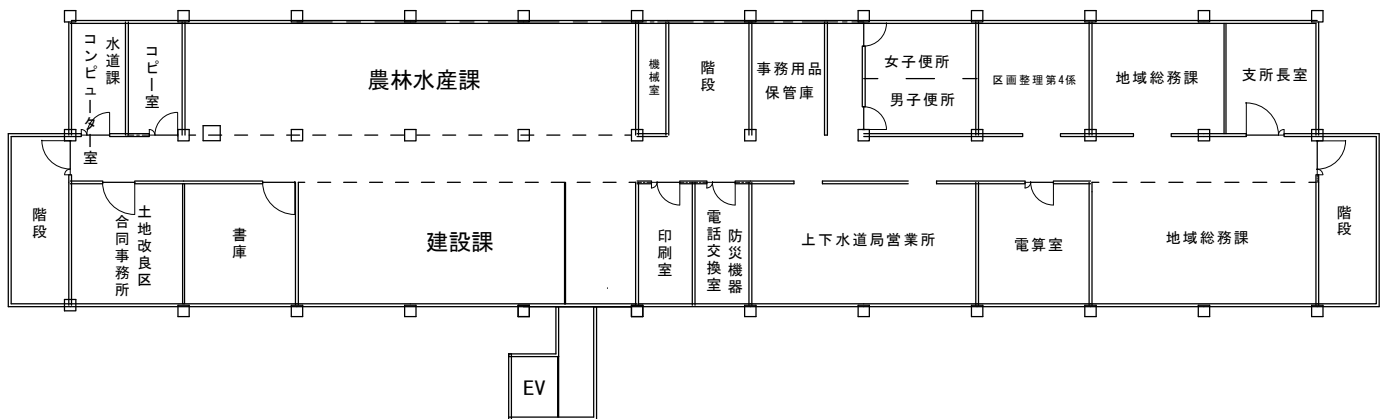 水道課
コンピューター室
コピー室
農林水産課
機械室
階段
事務用品
保管庫
女子便所
男子便所
区画整理第4係
地域総務課
支所長室
階段
土地改良区
合同事務所
書庫
建設課
印刷室
防災機器
電話交換室
上下水道局営業所
電算室
地域総務課
階段
EV